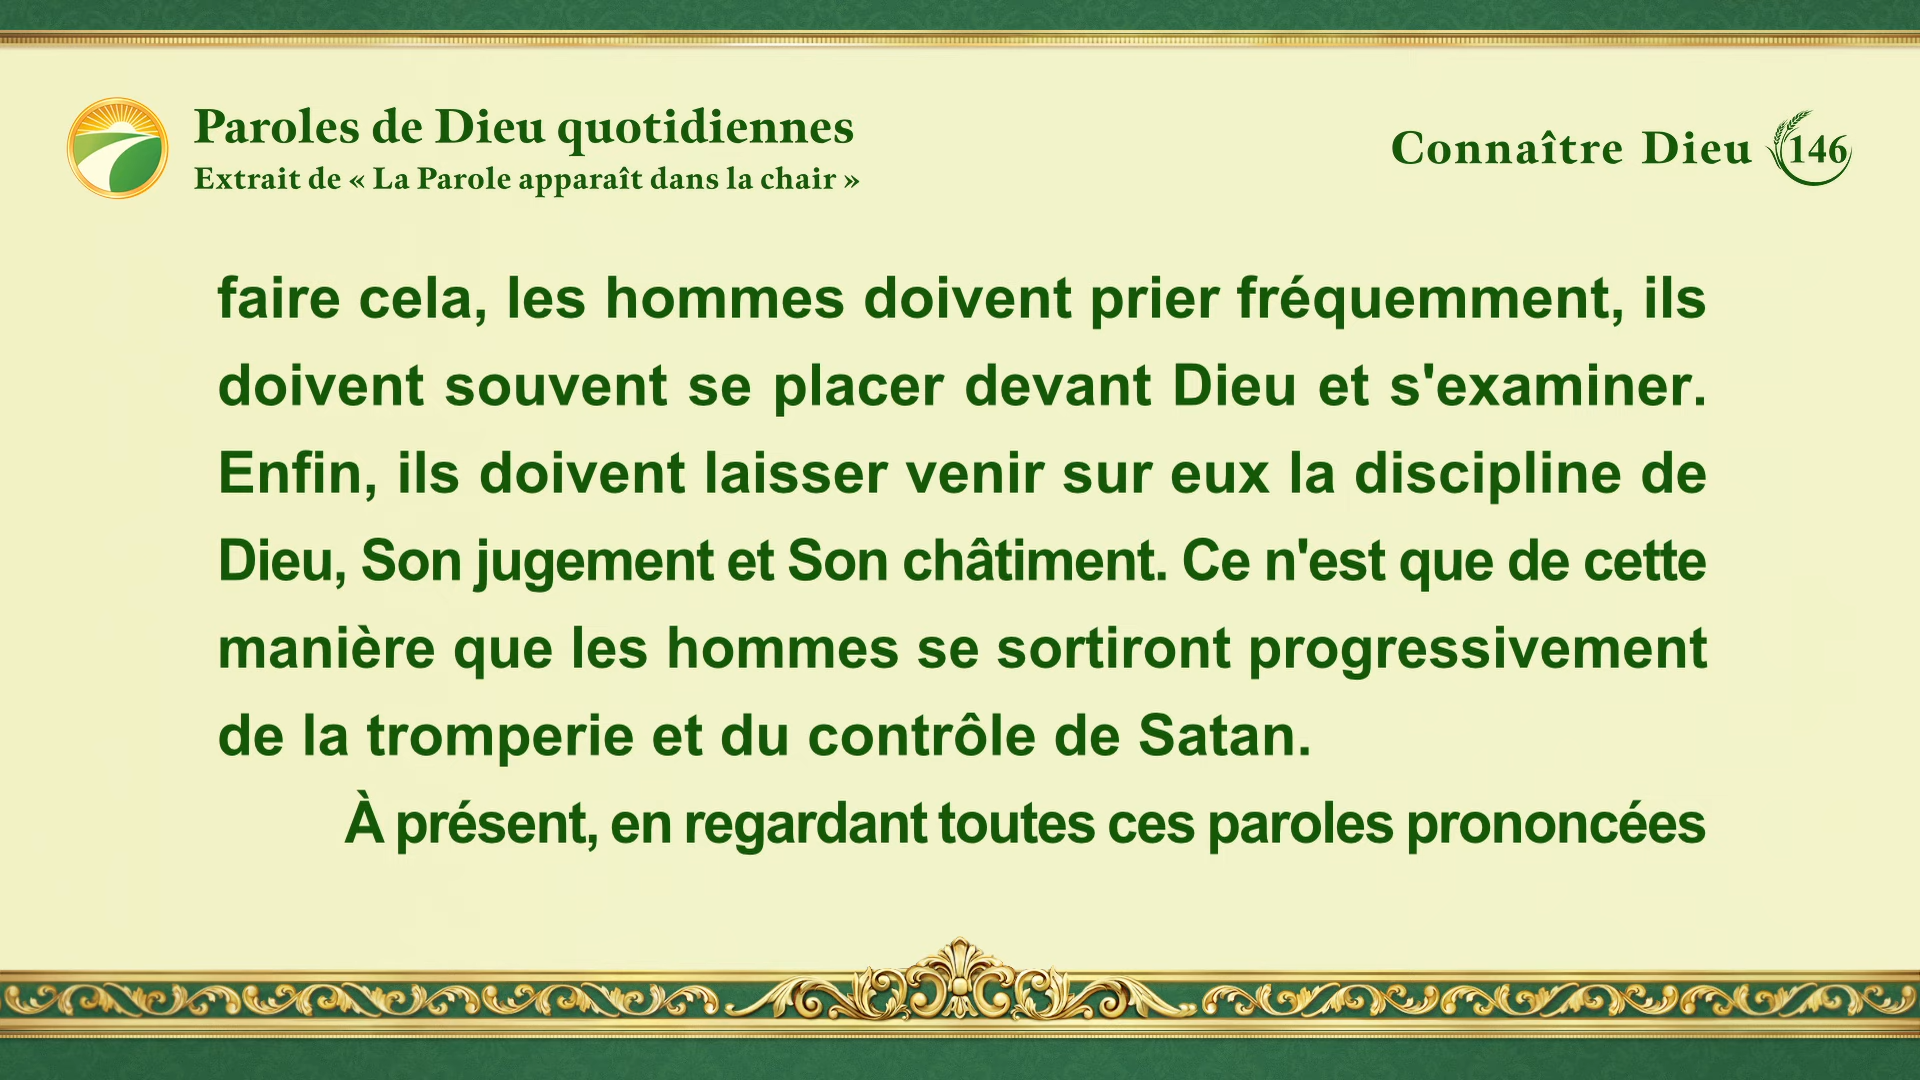 Paroles de Dieu quotidiennes
Extrait de « La Parole apparaît dans la chair »
Connaître Dieu 146
faire cela, les hommes doivent prier fréquemment, ils
doivent souvent se placer devant Dieu et s'examiner.
Enfin, ils doivent laisser venir sur eux la discipline de
Dieu, Son jugement et Son châtiment. Ce n'est que de cette
manière que les hommes se sortiront progressivement
de la tromperie et du contrôle de Satan.
À présent, en regardant toutes ces paroles prononcées